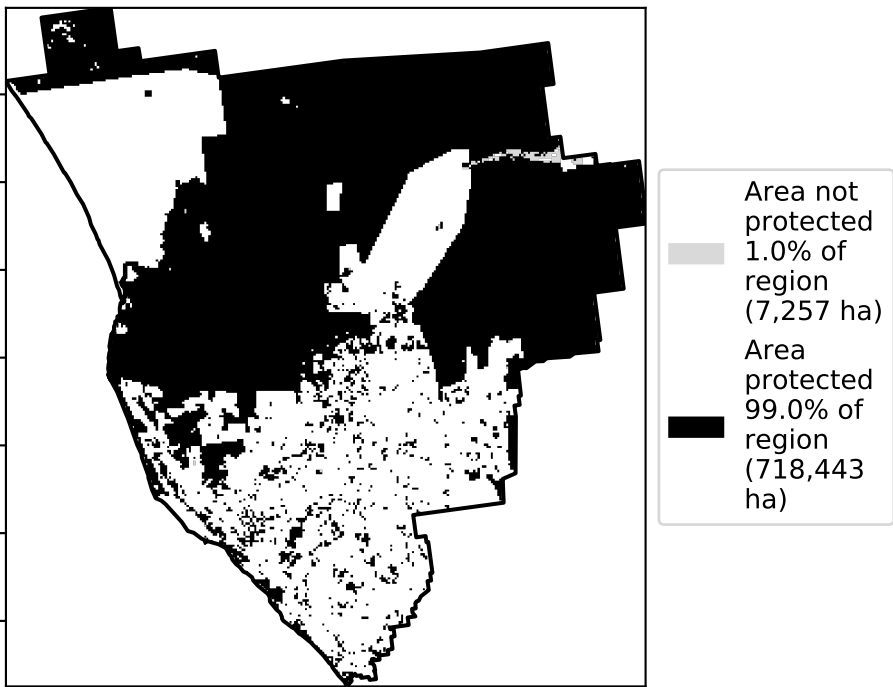 Area not
protected
1.0% of
region
(7,257 ha)
Area
protected
99.0% of
region
(718,443
ha)